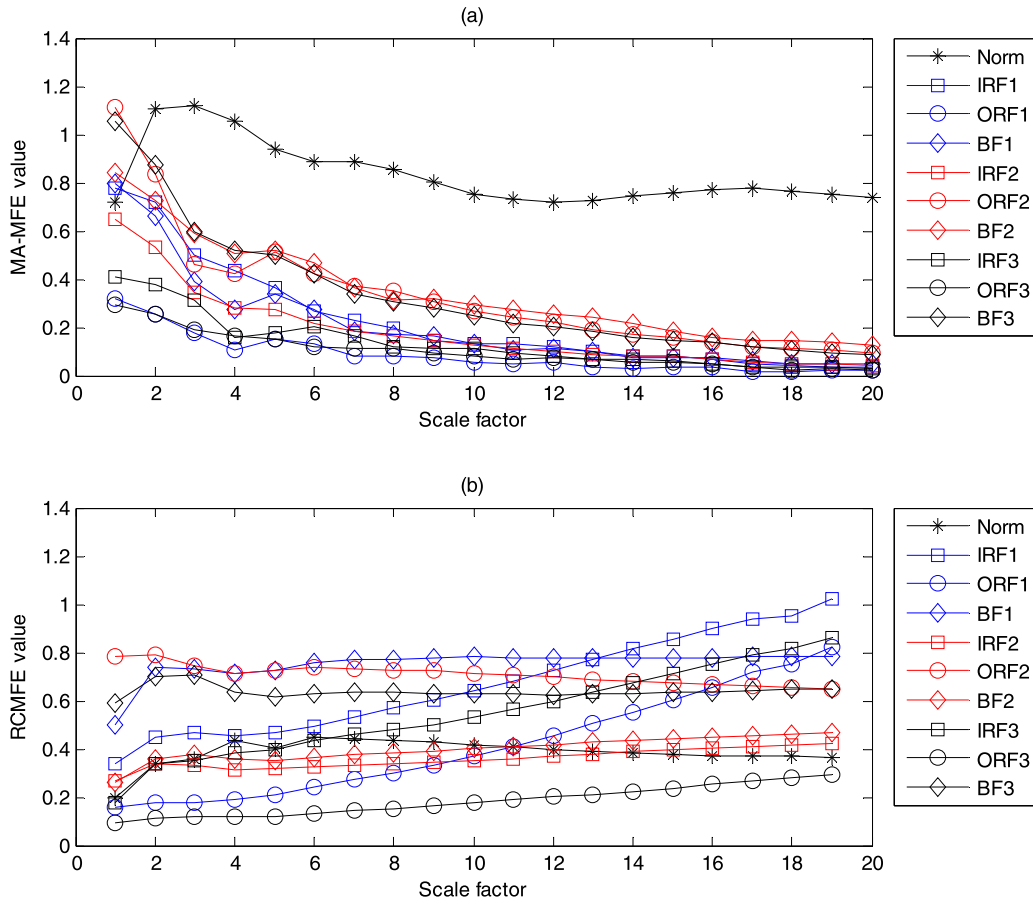 (a)
1.4
1.2
1
0.8
0.6
0.4
0.2
0
MA-MFE value
0 2 4 6 8 10 12 14 16 18 20
Scale factor
Norm
IRF1
ORF1
BF1
IRF2
ORF2
BF2
IRF3
ORF3
BF3
(b)
1.4
1.2
1
0.8
0.6
0.4
0.2
0
RCMFE value
0 2 4 6 8 10 12 14 16 18 20
Scale factor
Norm
IRF1
ORF1
BF1
IRF2
ORF2
BF2
IRF3
ORF3
BF3